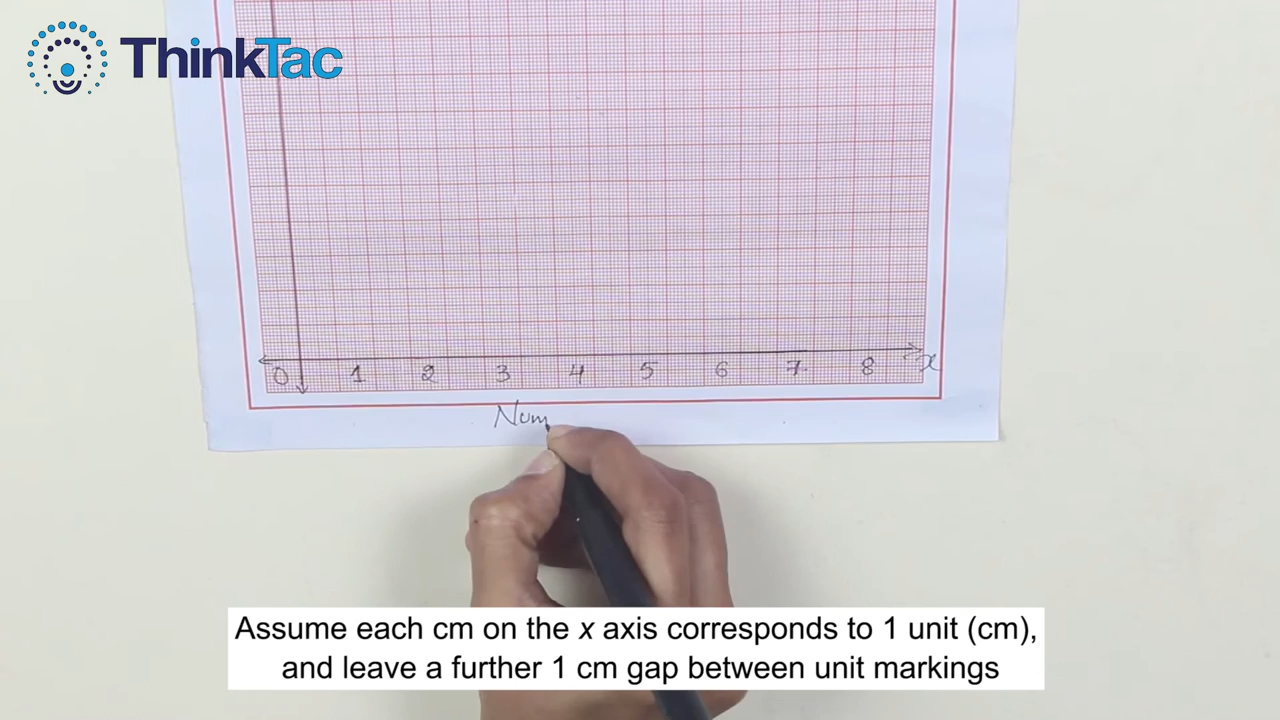 ThinkTac
0 1 2 3 4 5 6 7 8 x
Num
Assume each cm on the x axis corresponds to 1 unit (cm),
and leave a further 1 cm gap between unit markings